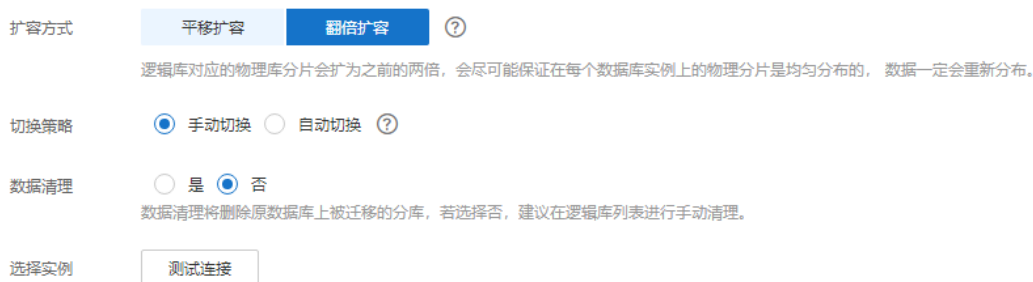 扩容方式 平移扩容 翻倍扩容 ?
逻辑库对应的物理库分片会扩为之前的两倍，会尽可能保证在每个数据库实例上的物理分片是均匀分布的， 数据一定会重新分布。
切换策略 手动切换 自动切换 ?
数据清理 是 否
数据清理将删除原数据库上被迁移的分库，若选择否，建议在逻辑库列表进行手动清理。
选择实例 测试连接